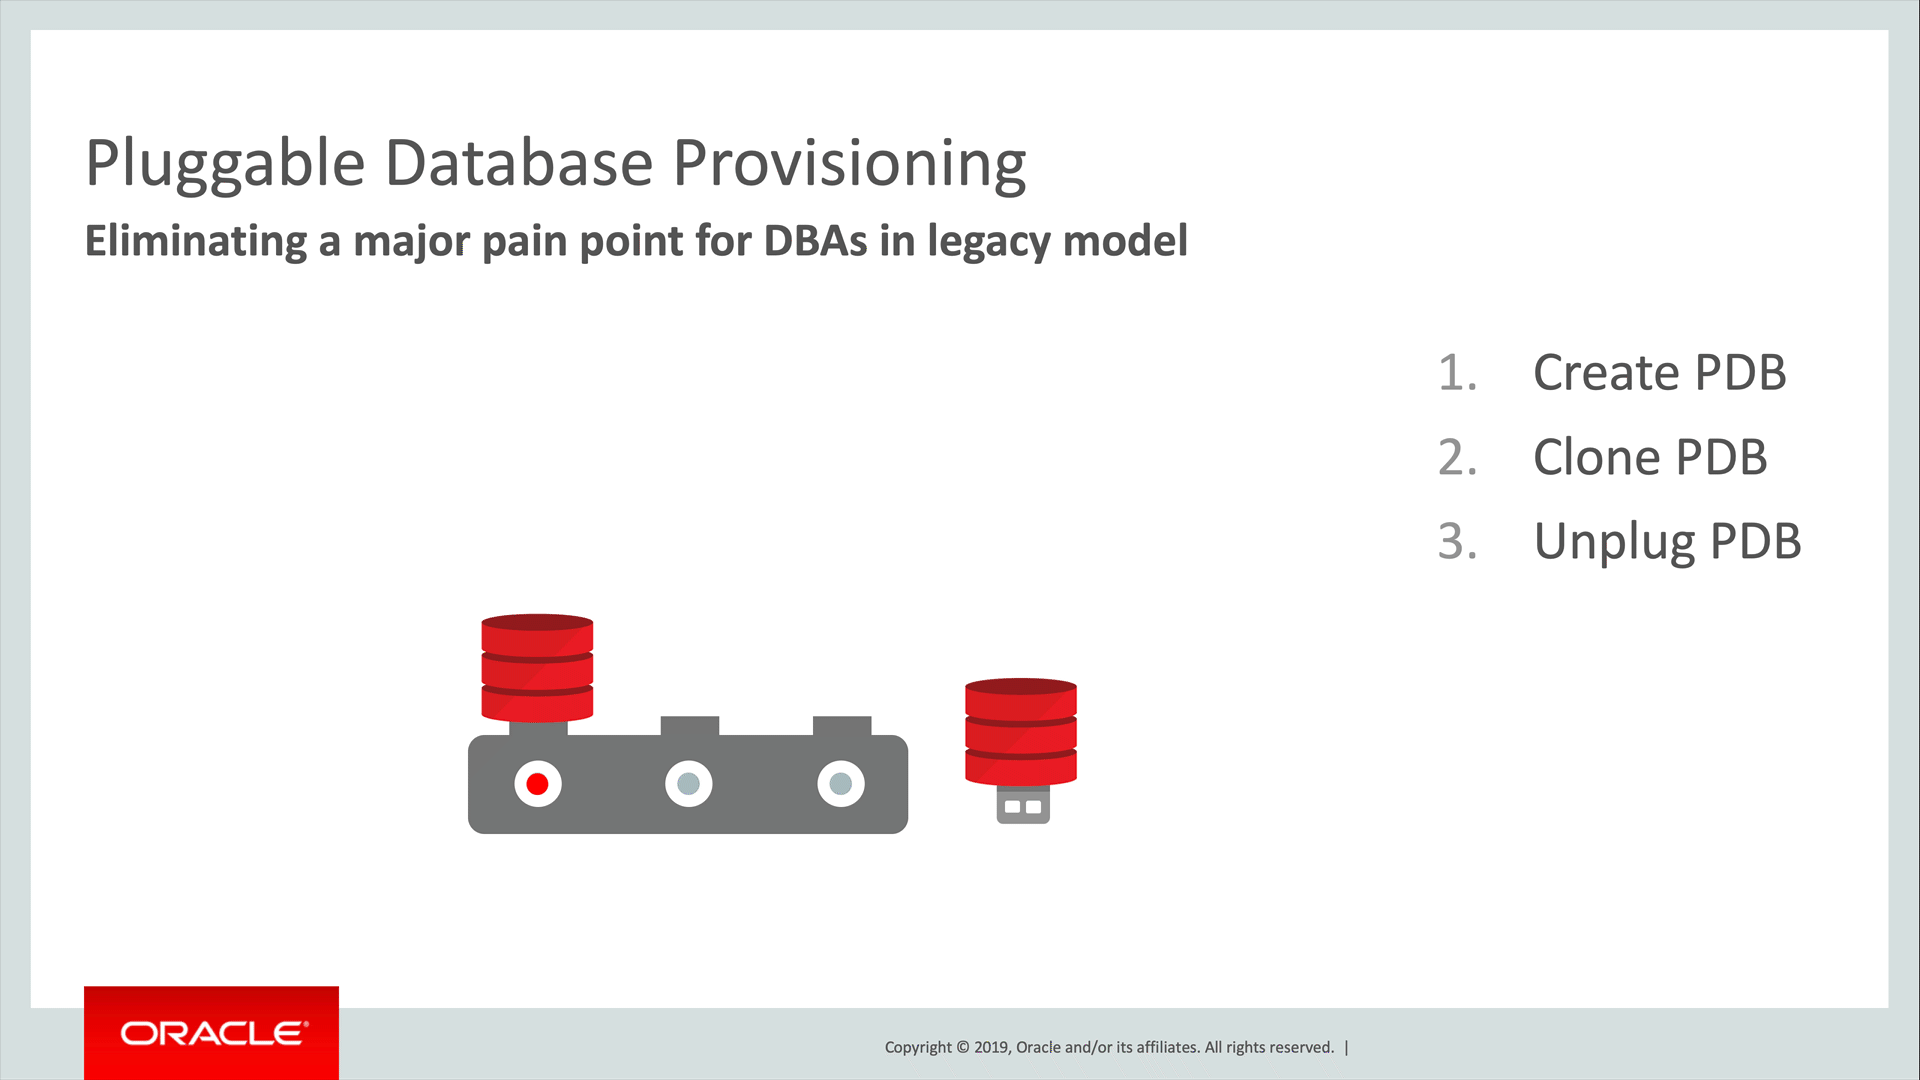 Pluggable Database Provisioning
Eliminating a major pain point for DBAs in legacy model
1. Create PDB
2. Clone PDB
3. Unplug PDB
ORACLE®
Copyright © 2019, Oracle and/or its affiliates. All rights reserved. |